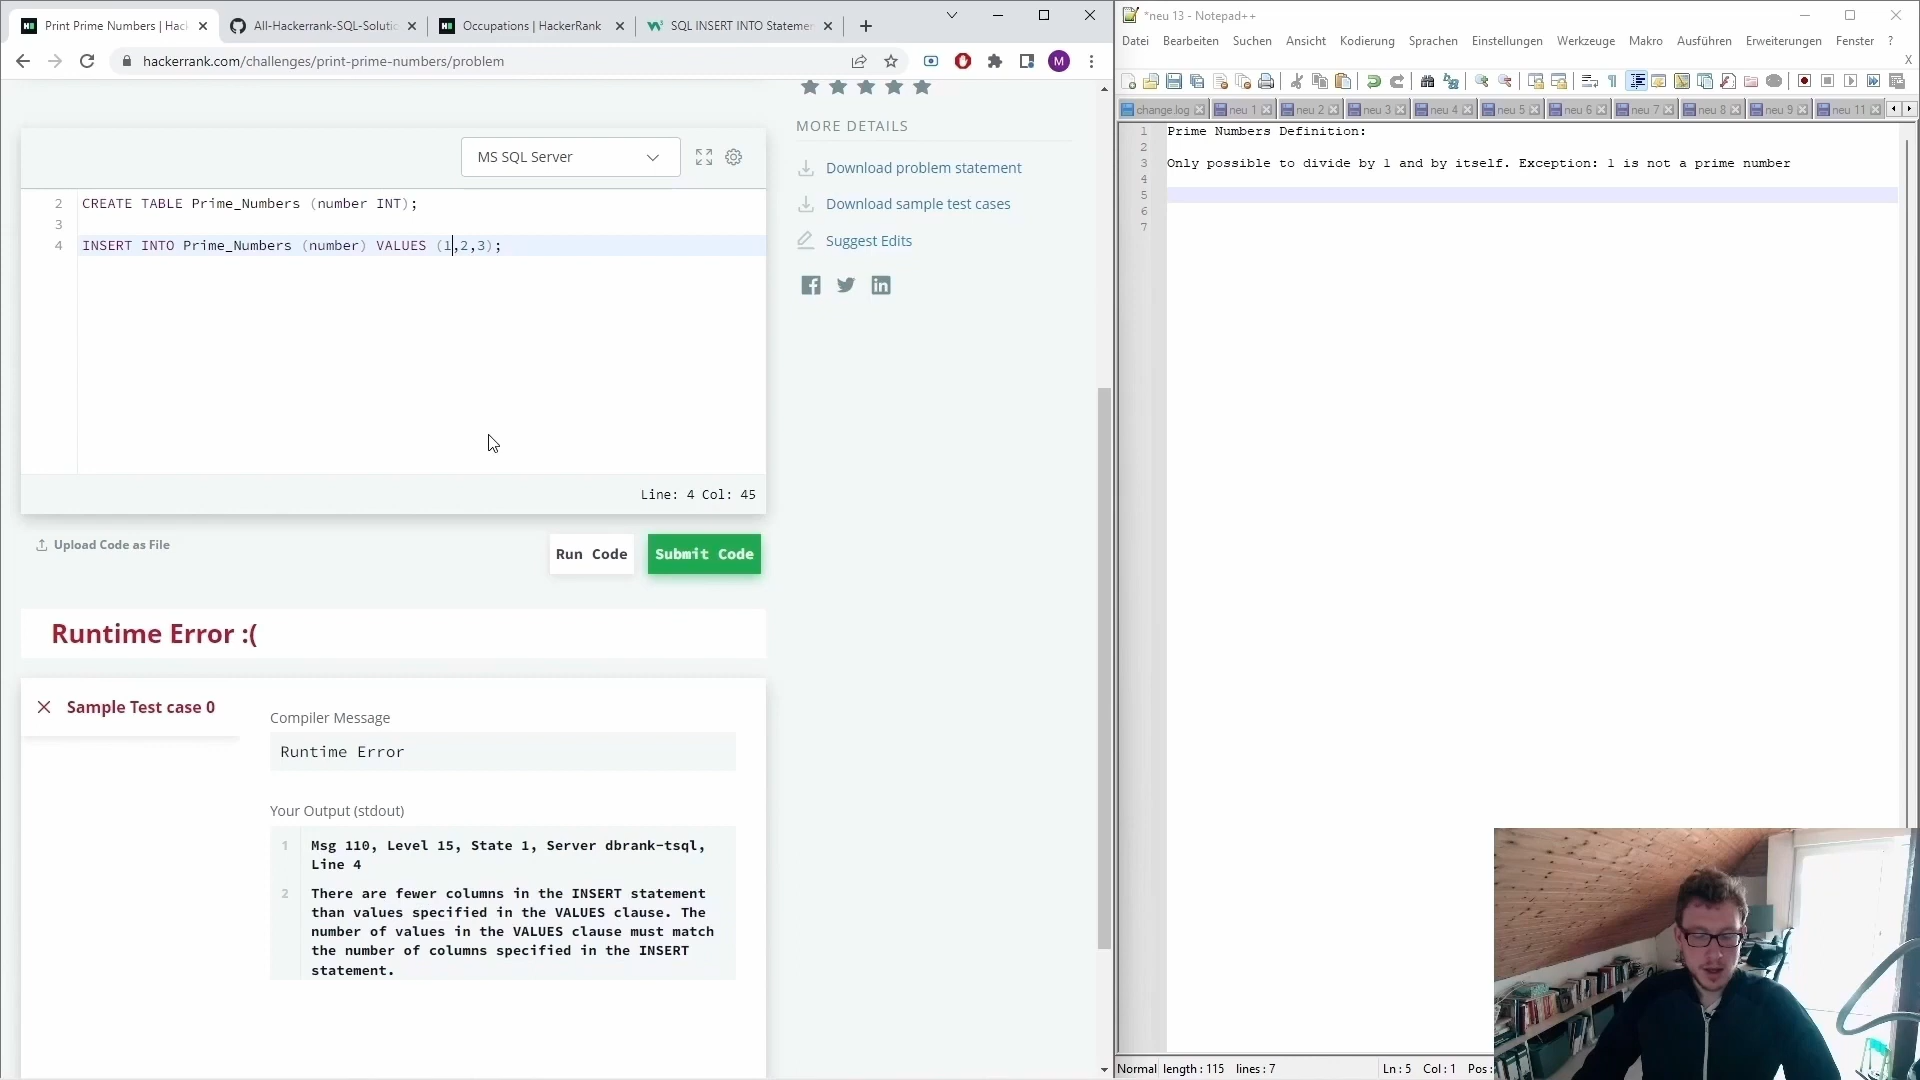 Print Prime Numbers | Hac
All-Hackerrank-SQL-Solutic
Occupations | HackerRank
SQL INSERT INTO Statemen
hackerrank.com/challenges/print-prime-numbers/problem
M
MS SQL Server
2 CREATE TABLE Prime_Numbers (number INT);
3
4 INSERT INTO Prime_Numbers (number) VALUES (1,2,3);
Line: 4 Col: 45
Upload Code as File
Run Code
Submit Code
Runtime Error :(
Sample Test case 0
Compiler Message
Runtime Error
Your Output (stdout)
1 Msg 110, Level 15, State 1, Server dbrank-tsql,
Line 4
2 There are fewer columns in the INSERT statement
than values specified in the VALUES clause. The
number of values in the VALUES clause must match
the number of columns specified in the INSERT
statement.
MORE DETAILS
Download problem statement
Download sample test cases
Suggest Edits
*neu 13 - Notepad++
Datei Bearbeiten Suchen Ansicht Kodierung Sprachen Einstellungen Werkzeuge Makro Ausführen Erweiterungen Fenster ?
X
change.log neu 1 neu 2 neu 3 neu 4 neu 5 neu 6 neu 7 neu 8 neu 9 neu 11
1 Prime Numbers Definition:
2
3 Only possible to divide by 1 and by itself. Exception: 1 is not a prime number
4
5
6
7
Normal length : 115 lines : 7 Ln : 5 Col : 1 Pos :